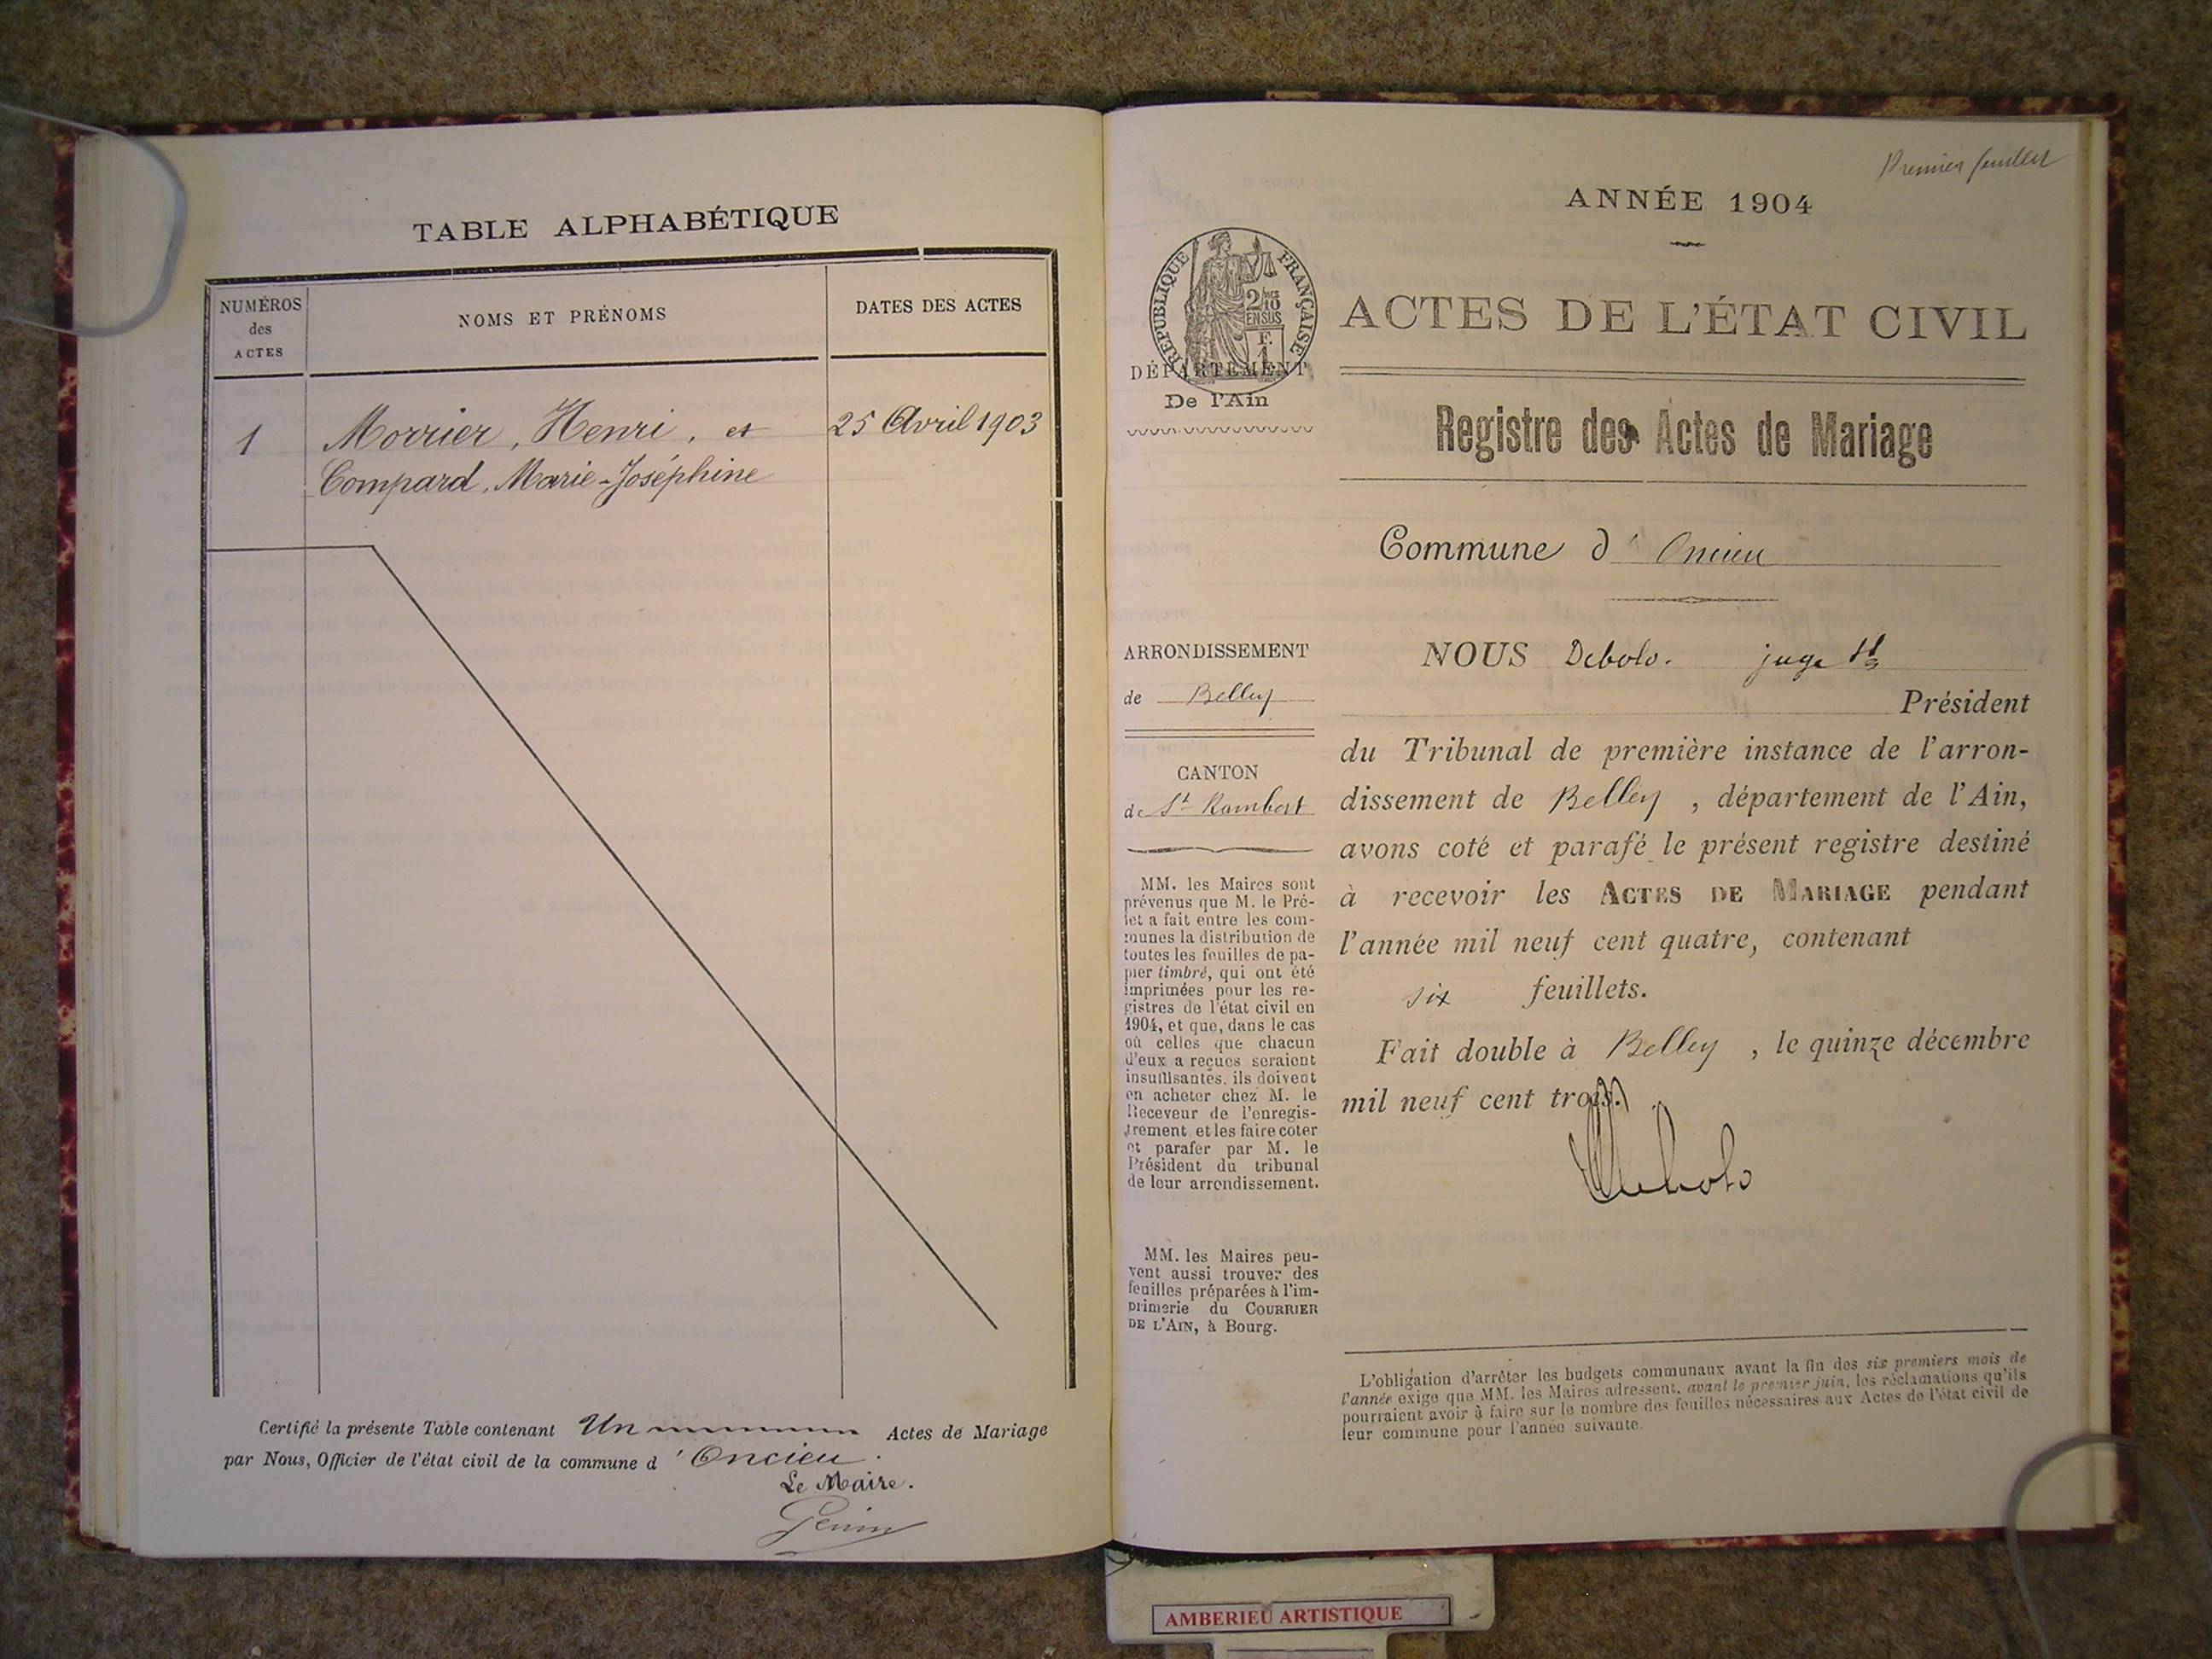 TABLE ALPHABÉTIQUE
NUMÉROS
des
ACTES
NOMS ET PRÉNOMS
DATES DES ACTES
1
Morrier, Henri, et
25 Avril 1903
Compard, Marie-Joséphine
Certifié la présente Table contenant Un Actes de Mariage
par Nous, Officier de l'état civil de la commune d'Oncieu.
Le Maire.
Genin
Premier feuillet
ANNÉE 1904
RÉPUBLIQUE FRANÇAISE
2/10
EN SUS
F.
1
ACTES DE L'ÉTAT CIVIL
DÉPARTEMENT
De l'Ain
Registre des Actes de Mariage
Commune d'Oncieu
ARRONDISSEMENT
de Belley
CANTON
de St Rambert
MM. les Maires sont
prévenus que M. le Pré-
fet a fait entre les com-
munes la distribution de
toutes les feuilles de pa-
pier timbré, qui ont été
imprimées pour les re-
gistres de l'état civil en
1904, et que, dans le cas
où celles que chacun
d'eux a reçues seraient
insuffisantes, ils doivent
en acheter chez M. le
Receveur de l'enregis-
trement et les faire coter
et parafer par M. le
Président du tribunal
de leur arrondissement.
MM. les Maires peu-
vent aussi trouver des
feuilles préparées à l'im-
primerie du COURRIER
DE L'AIN, à Bourg.
NOUS Debolo. juge
Président
du Tribunal de première instance de l'arron-
dissement de Belley, département de l'Ain,
avons coté et parafé le présent registre destiné
à recevoir les ACTES DE MARIAGE pendant
l'année mil neuf cent quatre, contenant
six feuillets.
Fait double à Belley, le quinze décembre
mil neuf cent trois.
Debolo
L'obligation d'arrêter les budgets communaux avant la fin des six premiers mois de
l'année exige que MM. les Maires adressent, avant le premier juin, les réclamations qu'ils
pourraient avoir à faire sur le nombre des feuilles nécessaires aux Actes de l'état civil de
leur commune pour l'année suivante.
AMBERIEU ARTISTIQUE